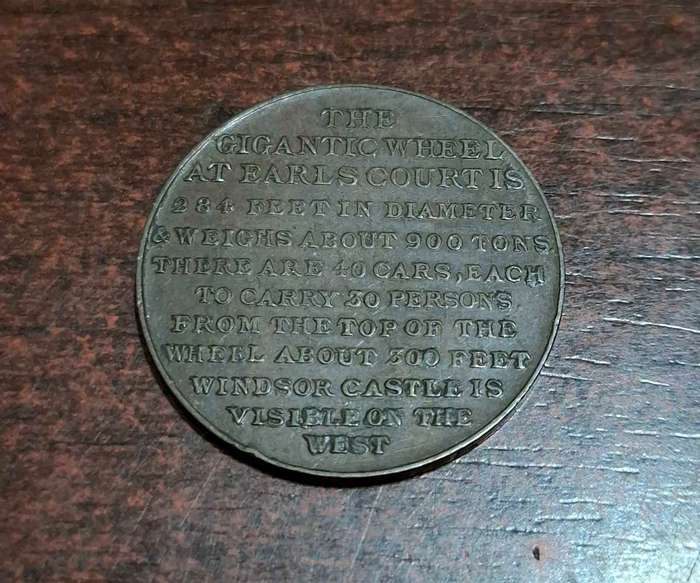 THE
GIGANTIC WHEEL
AT EARLS COURT IS
284 FEET IN DIAMETER
& WEIGHS ABOUT 900 TONS
THERE ARE 40 CARS, EACH
TO CARRY 30 PERSONS
FROM THE TOP OF THE
WHEEL ABOUT 300 FEET
WINDSOR CASTLE IS
VISIBLE ON THE
WEST